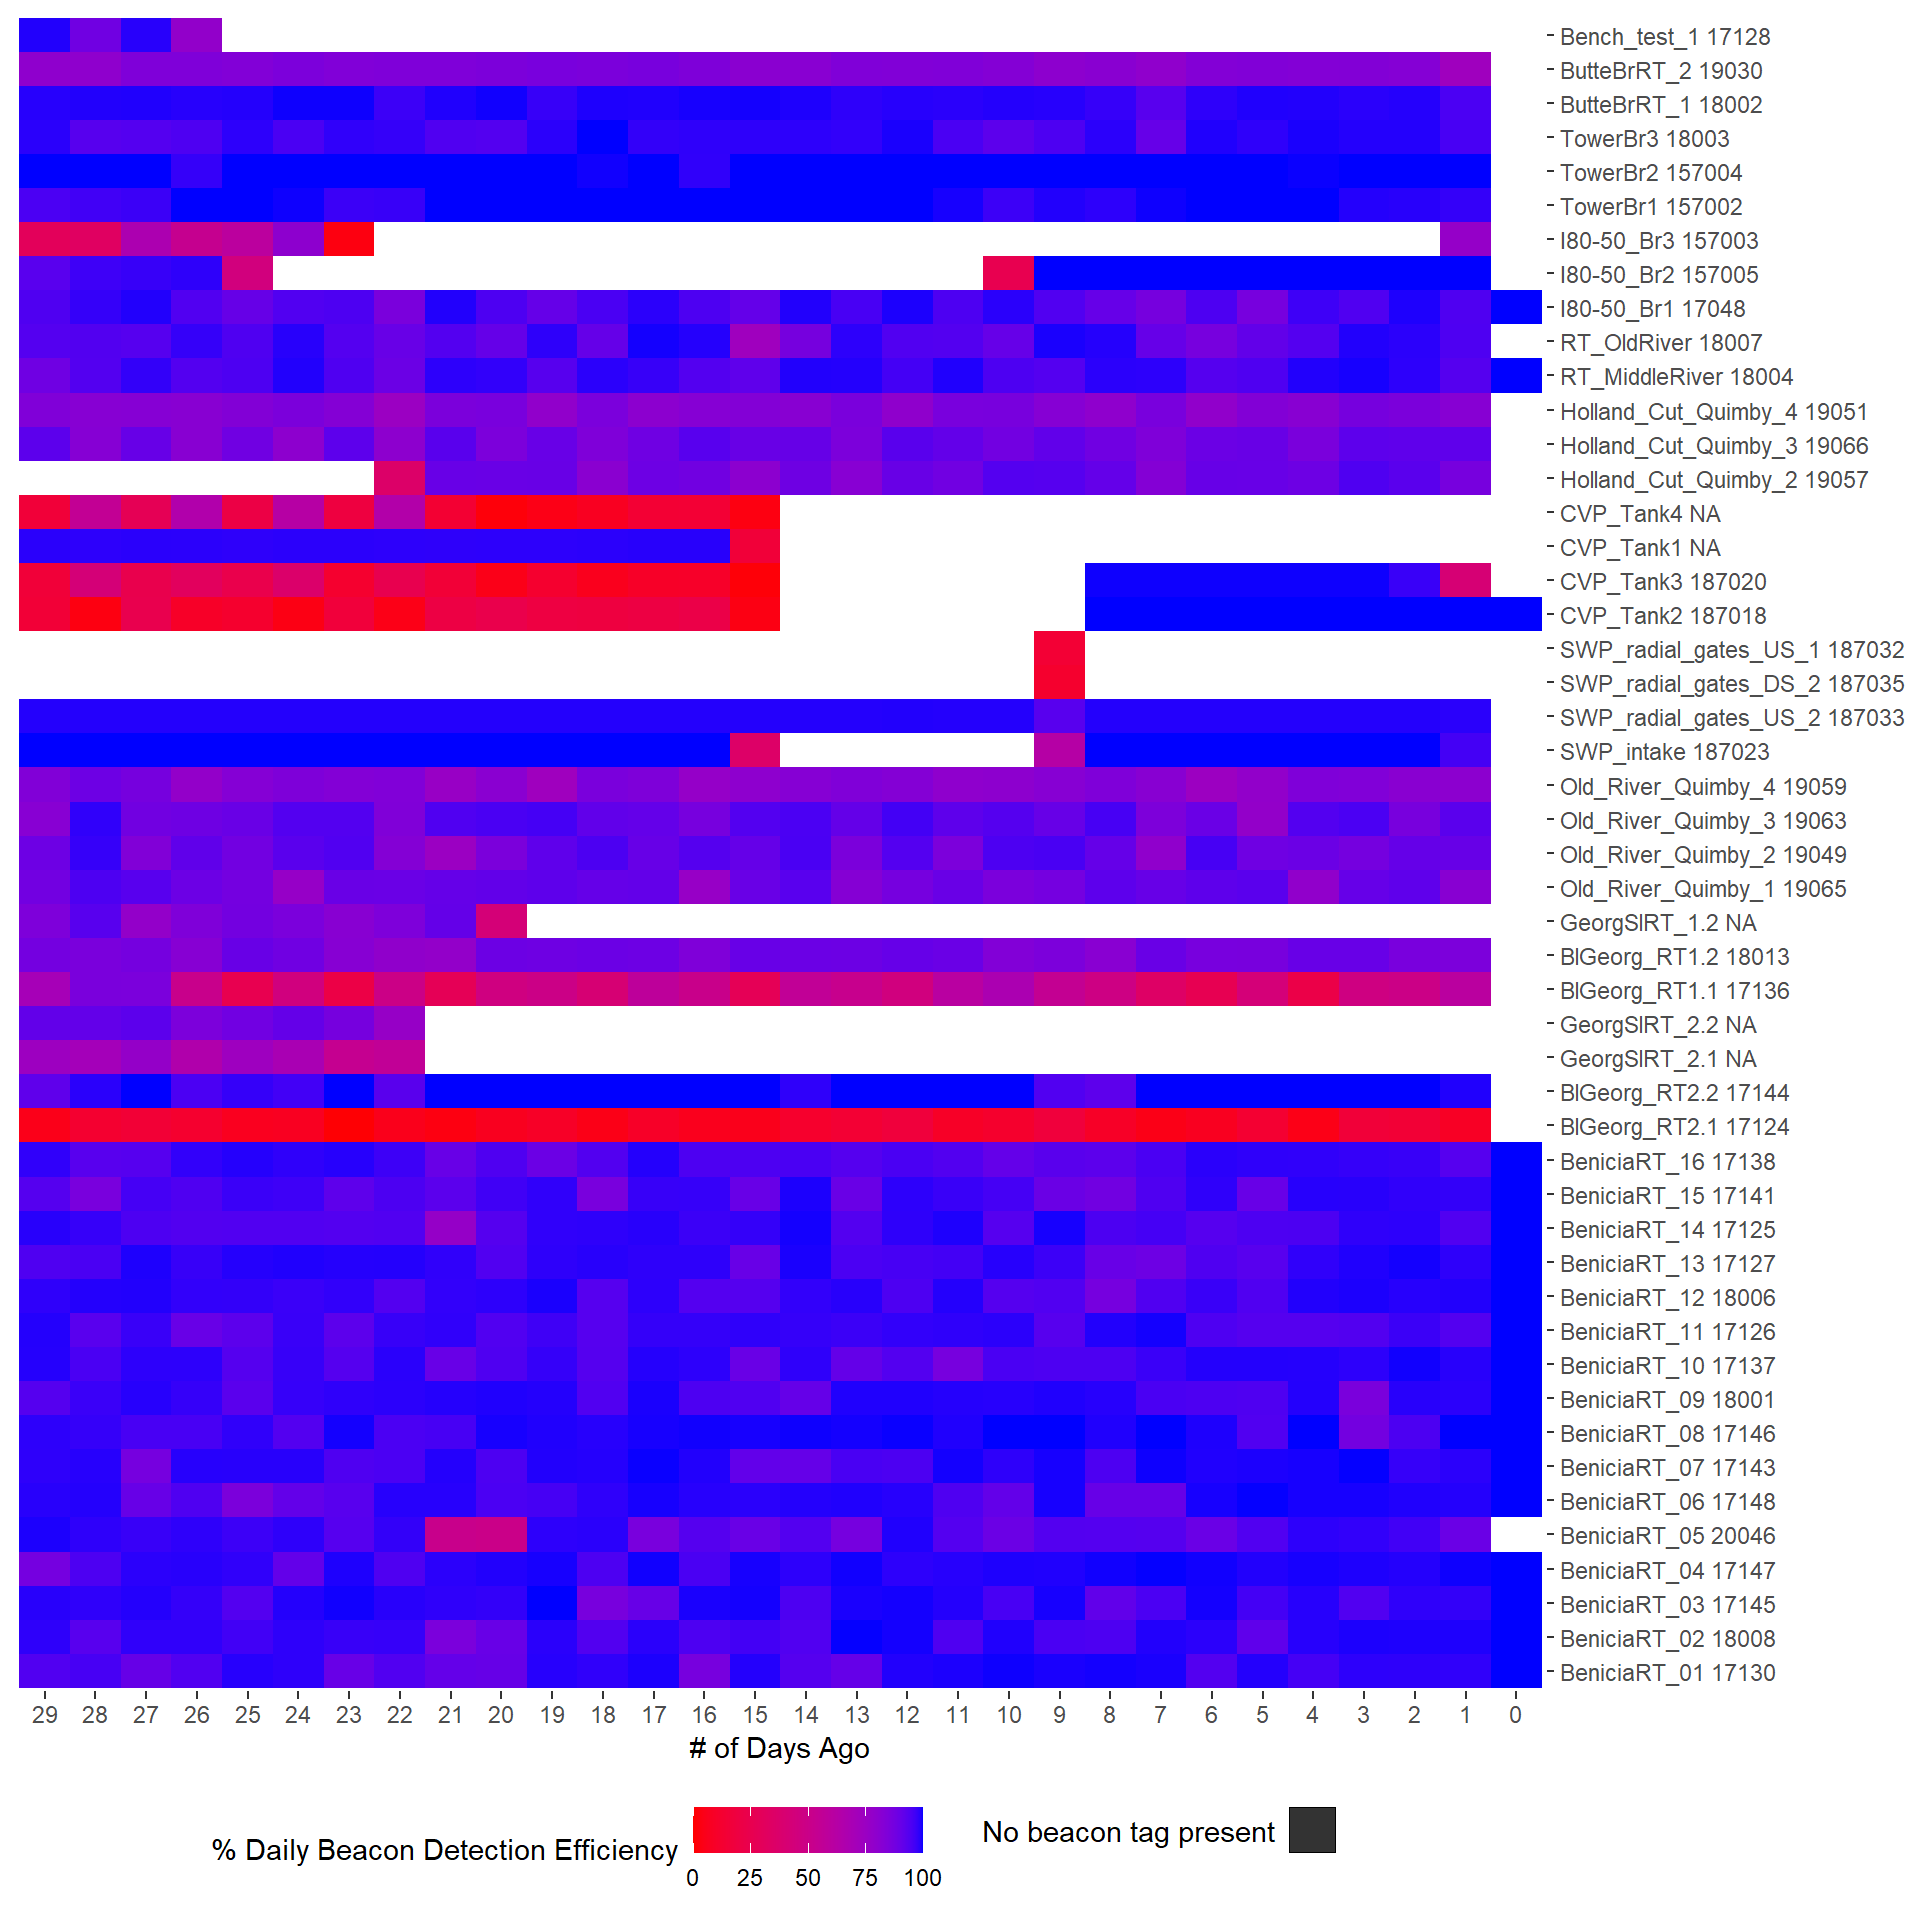 Bench_test_1 17128
ButteBrRT_2 19030
ButteBrRT_1 18002
TowerBr3 18003
TowerBr2 157004
TowerBr1 157002
I80-50_Br3 157003
I80-50_Br2 157005
I80-50_Br1 17048
RT_OldRiver 18007
RT_MiddleRiver 18004
Holland_Cut_Quimby_4 19051
Holland_Cut_Quimby_3 19066
Holland_Cut_Quimby_2 19057
CVP_Tank4 NA
CVP_Tank1 NA
CVP_Tank3 187020
CVP_Tank2 187018
SWP_radial_gates_US_1 187032
SWP_radial_gates_DS_2 187035
SWP_radial_gates_US_2 187033
SWP_intake 187023
Old_River_Quimby_4 19059
Old_River_Quimby_3 19063
Old_River_Quimby_2 19049
Old_River_Quimby_1 19065
GeorgSlRT_1.2 NA
BlGeorg_RT1.2 18013
BlGeorg_RT1.1 17136
GeorgSlRT_2.2 NA
GeorgSlRT_2.1 NA
BlGeorg_RT2.2 17144
BlGeorg_RT2.1 17124
BeniciaRT_16 17138
BeniciaRT_15 17141
BeniciaRT_14 17125
BeniciaRT_13 17127
BeniciaRT_12 18006
BeniciaRT_11 17126
BeniciaRT_10 17137
BeniciaRT_09 18001
BeniciaRT_08 17146
BeniciaRT_07 17143
BeniciaRT_06 17148
BeniciaRT_05 20046
BeniciaRT_04 17147
BeniciaRT_03 17145
BeniciaRT_02 18008
BeniciaRT_01 17130
29 28 27 26 25 24 23 22 21 20 19 18 17 16 15 14 13 12 11 10 9 8 7 6 5 4 3 2 1 0
# of Days Ago
% Daily Beacon Detection Efficiency
0 25 50 75 100
No beacon tag present